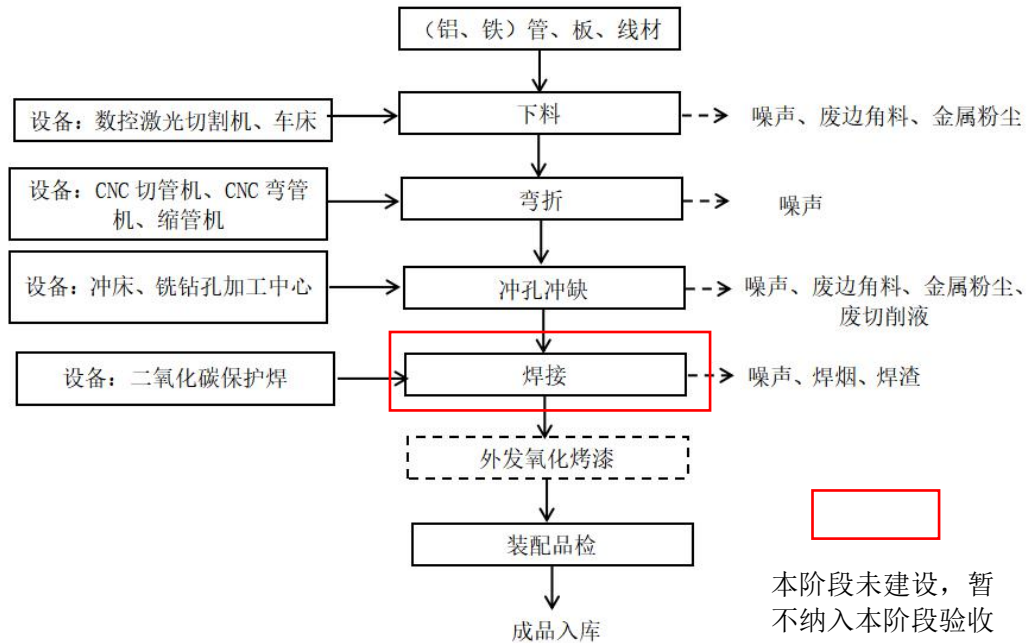 （铝、铁）管、板、线材
设备：数控激光切割机、车床
下料
噪声、废边角料、金属粉尘
设备：CNC 切管机、CNC 弯管
机、缩管机
弯折
噪声
设备：冲床、铣钻孔加工中心
冲孔冲缺
噪声、废边角料、金属粉尘、
废切削液
设备：二氧化碳保护焊
焊接
噪声、焊烟、焊渣
外发氧化烤漆
装配品检
成品入库
本阶段未建设，暂
不纳入本阶段验收